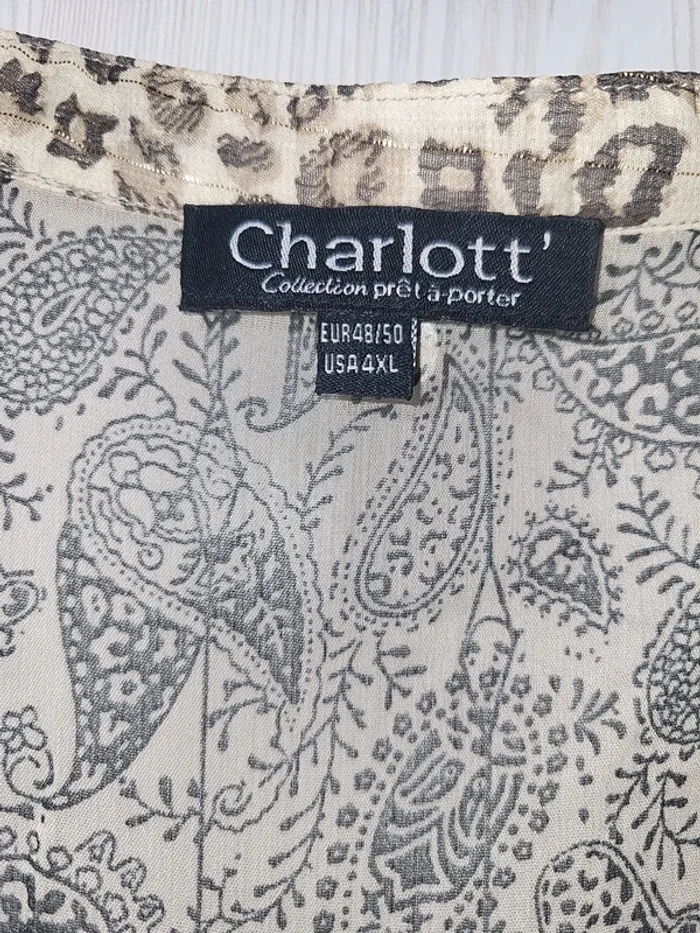 Charlott'
Collection prêt à-porter
EUR48/50
USA4XL